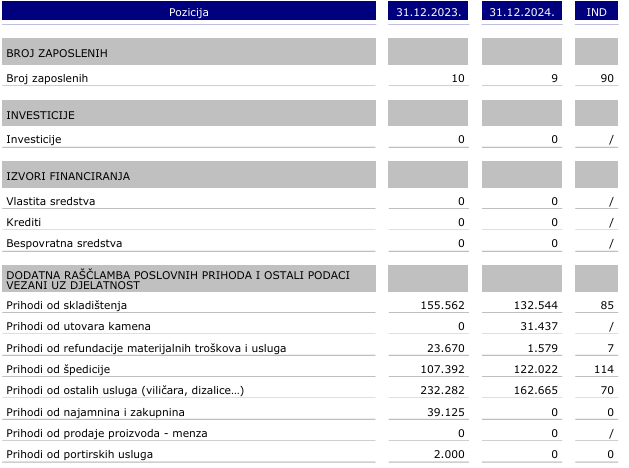 Pozicija 31.12.2023. 31.12.2024. IND
BROJ ZAPOSLENIH
Broj zaposlenih 10 9 90
INVESTICIJE
Investicije 0 0 /
IZVORI FINANCIRANJA
Vlastita sredstva 0 0 /
Krediti 0 0 /
Bespovratna sredstva 0 0 /
DODATNA RAŠČLAMBA POSLOVNIH PRIHODA I OSTALI PODACI
VEZANI UZ DJELATNOST
Prihodi od skladištenja 155.562 132.544 85
Prihodi od utovara kamena 0 31.437 /
Prihodi od refundacije materijalnih troškova i usluga 23.670 1.579 7
Prihodi od špedicije 107.392 122.022 114
Prihodi od ostalih usluga (viličara, dizalice…) 232.282 162.665 70
Prihodi od najamnina i zakupnina 39.125 0 0
Prihodi od prodaje proizvoda - menza 0 0 /
Prihodi od portirskih usluga 2.000 0 0